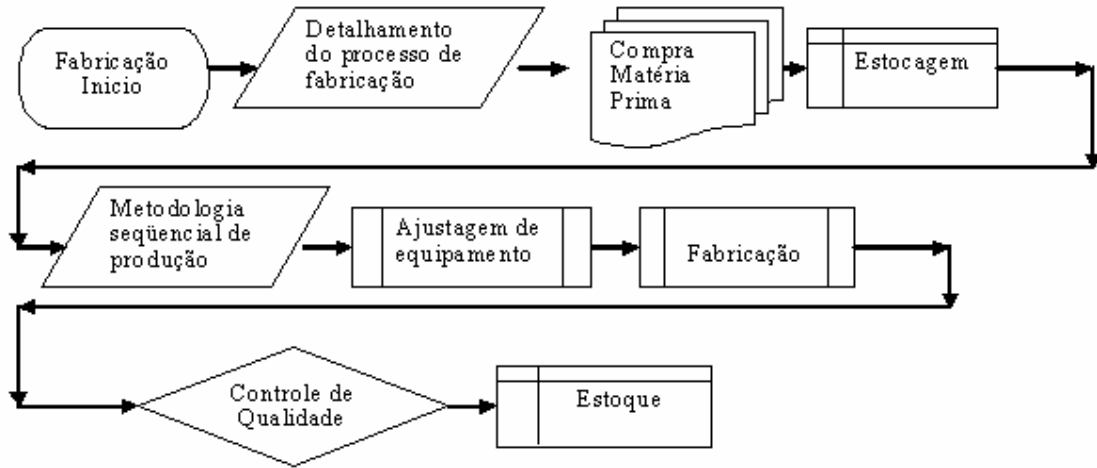 Fabricação
Inicio
Detalhamento
do processo de
fabricação
Compra
Matéria
Prima
Estocagem
Metodologia
seqüencial de
produção
Ajustagem de
equipamento
Fabricação
Controle de
Qualidade
Estoque